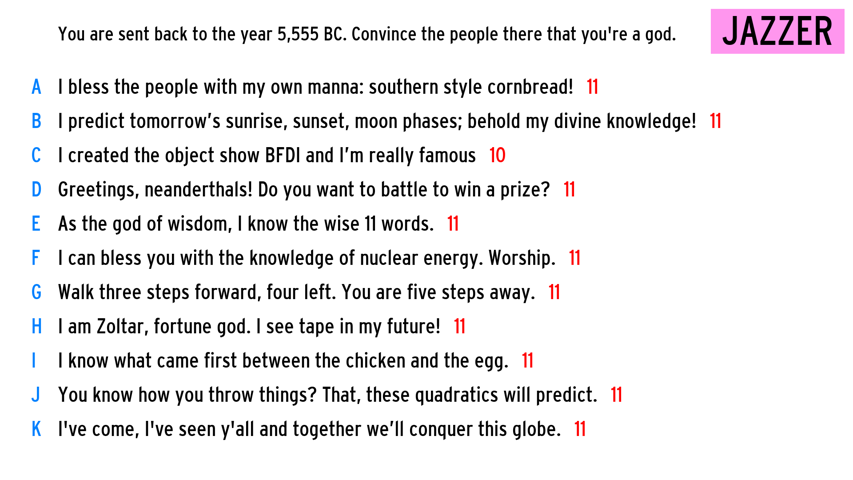 You are sent back to the year 5,555 BC. Convince the people there that you're a god.
JAZZER
A I bless the people with my own manna: southern style cornbread! 11
B I predict tomorrow’s sunrise, sunset, moon phases; behold my divine knowledge! 11
C I created the object show BFDI and I’m really famous 10
D Greetings, neanderthals! Do you want to battle to win a prize? 11
E As the god of wisdom, I know the wise 11 words. 11
F I can bless you with the knowledge of nuclear energy. Worship. 11
G Walk three steps forward, four left. You are five steps away. 11
H I am Zoltar, fortune god. I see tape in my future! 11
I I know what came first between the chicken and the egg. 11
J You know how you throw things? That, these quadratics will predict. 11
K I've come, I've seen y'all and together we’ll conquer this globe. 11